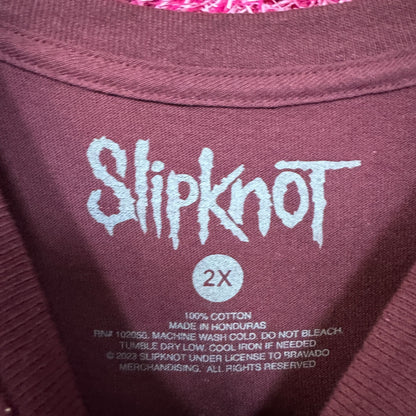 Slipknot
2X
100% COTTON
MADE IN HONDURAS
RN# 102056. MACHINE WASH COLD. DO NOT BLEACH.
TUMBLE DRY LOW. COOL IRON IF NEEDED
© 2023 SLIPKNOT UNDER LICENSE TO BRAVADO
MERCHANDISING. ALL RIGHTS RESERVED